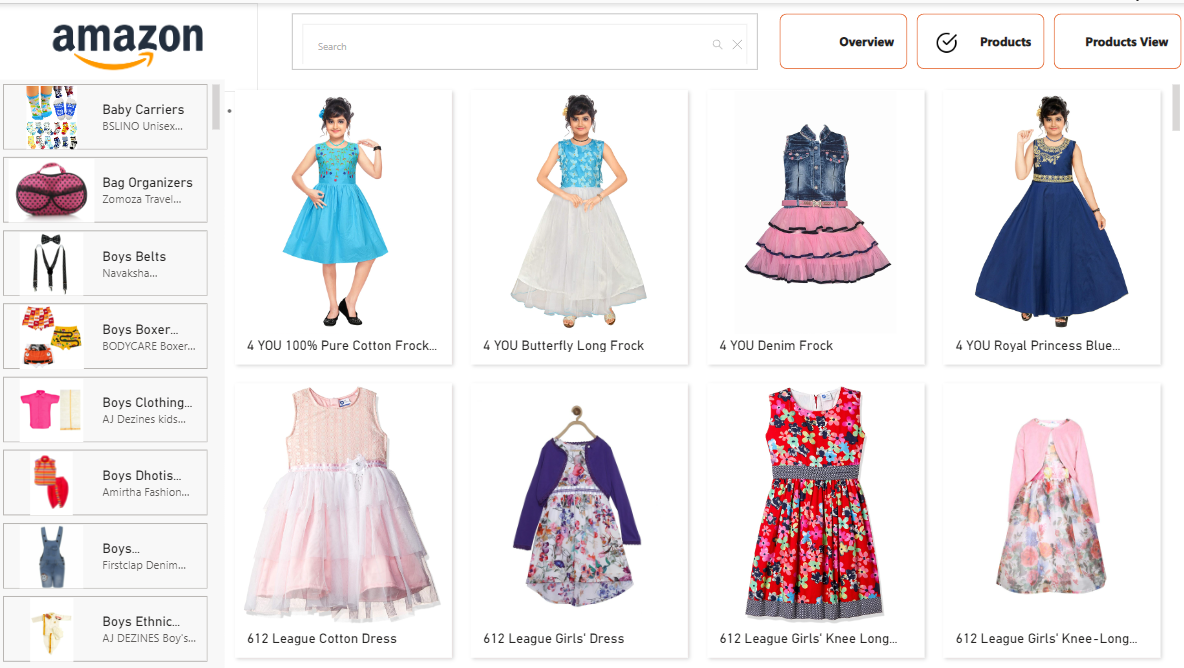 amazon
Search
Overview
Products
Products View
Baby Carriers
BSLINO Unisex...
Bag Organizers
Zomoza Travel...
Boys Belts
Navaksha...
Boys Boxer...
BODYCARE Boxer...
Boys Clothing...
AJ Dezines kids...
Boys Dhotis...
Amirtha Fashion...
Boys...
Firstclap Denim...
Boys Ethnic...
AJ DEZINES Boy's...
4 YOU 100% Pure Cotton Frock...
4 YOU Butterfly Long Frock
4 YOU Denim Frock
4 YOU Royal Princess Blue...
612 League Cotton Dress
612 League Girls' Dress
612 League Girls' Knee Long...
612 League Girls' Knee-Long...